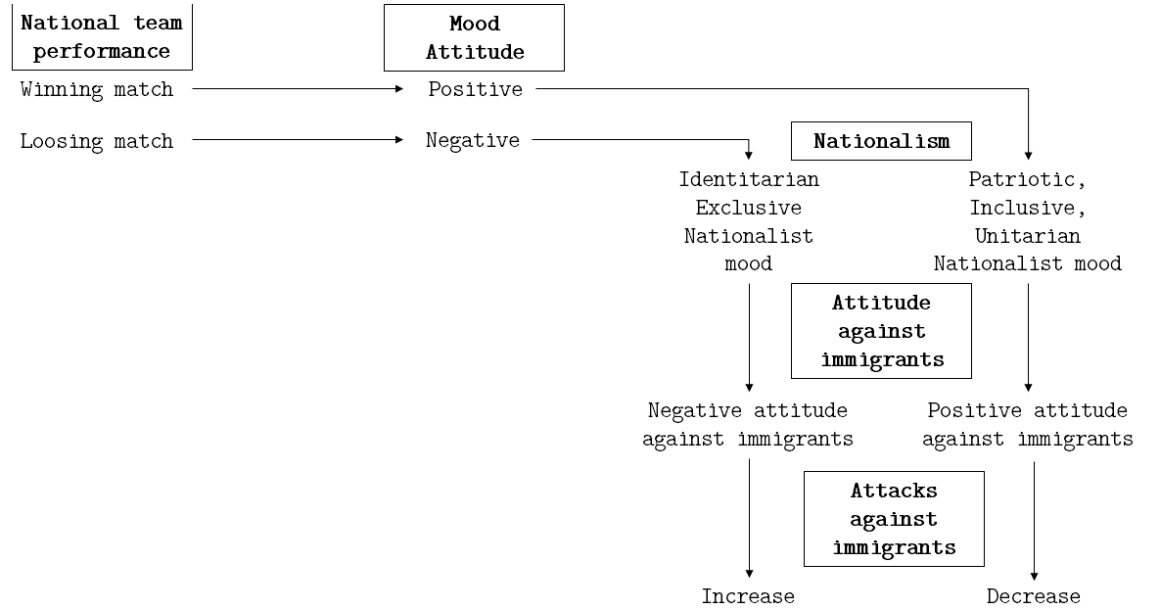 National team
performance
Mood
Attitude
Winning match
Positive
Loosing match
Negative
Nationalism
Identitarian
Exclusive
Nationalist
mood
Patriotic,
Inclusive,
Unitarian
Nationalist mood
Attitude
against
immigrants
Negative attitude
against immigrants
Positive attitude
against immigrants
Attacks
against
immigrants
Increase
Decrease